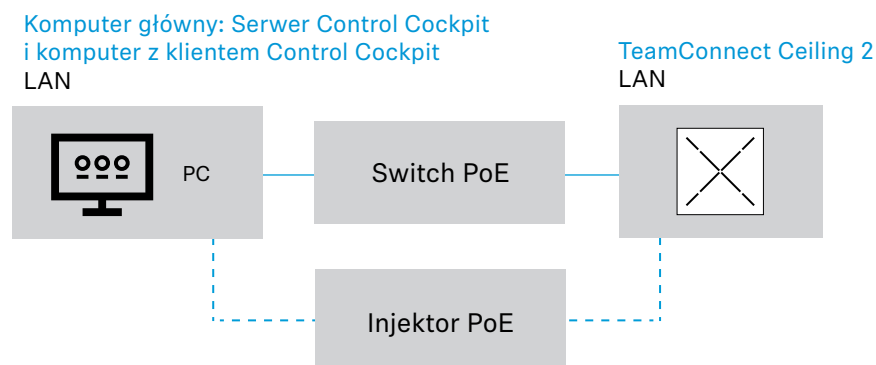 Komputer główny: Serwer Control Cockpit
i komputer z klientem Control Cockpit
LAN
TeamConnect Ceiling 2
LAN
PC
Switch PoE
Injektor PoE